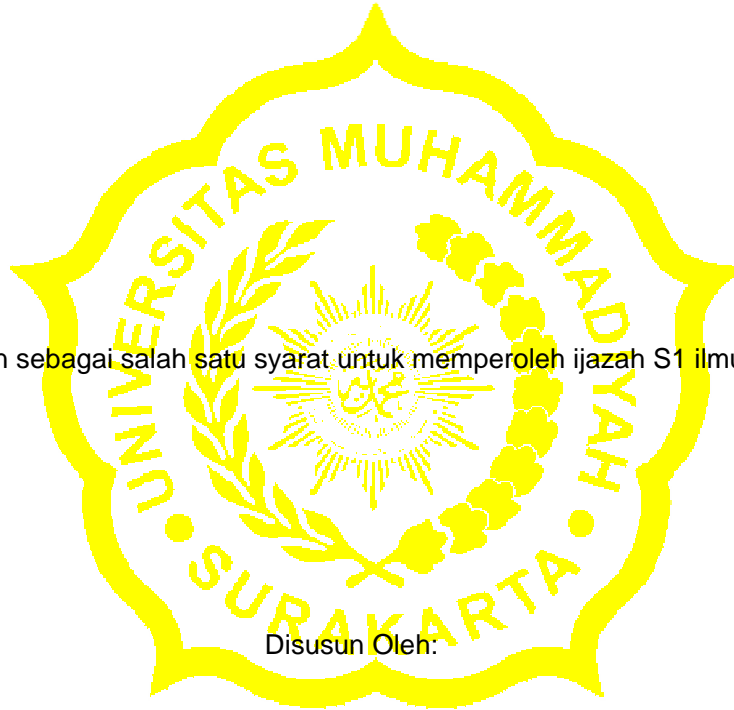 UNIVERSITAS MUHAMMADIYAH
n sebagai salah satu syarat untuk memperoleh ijazah S1 ilmu
SURAKARTA
Disusun Oleh: